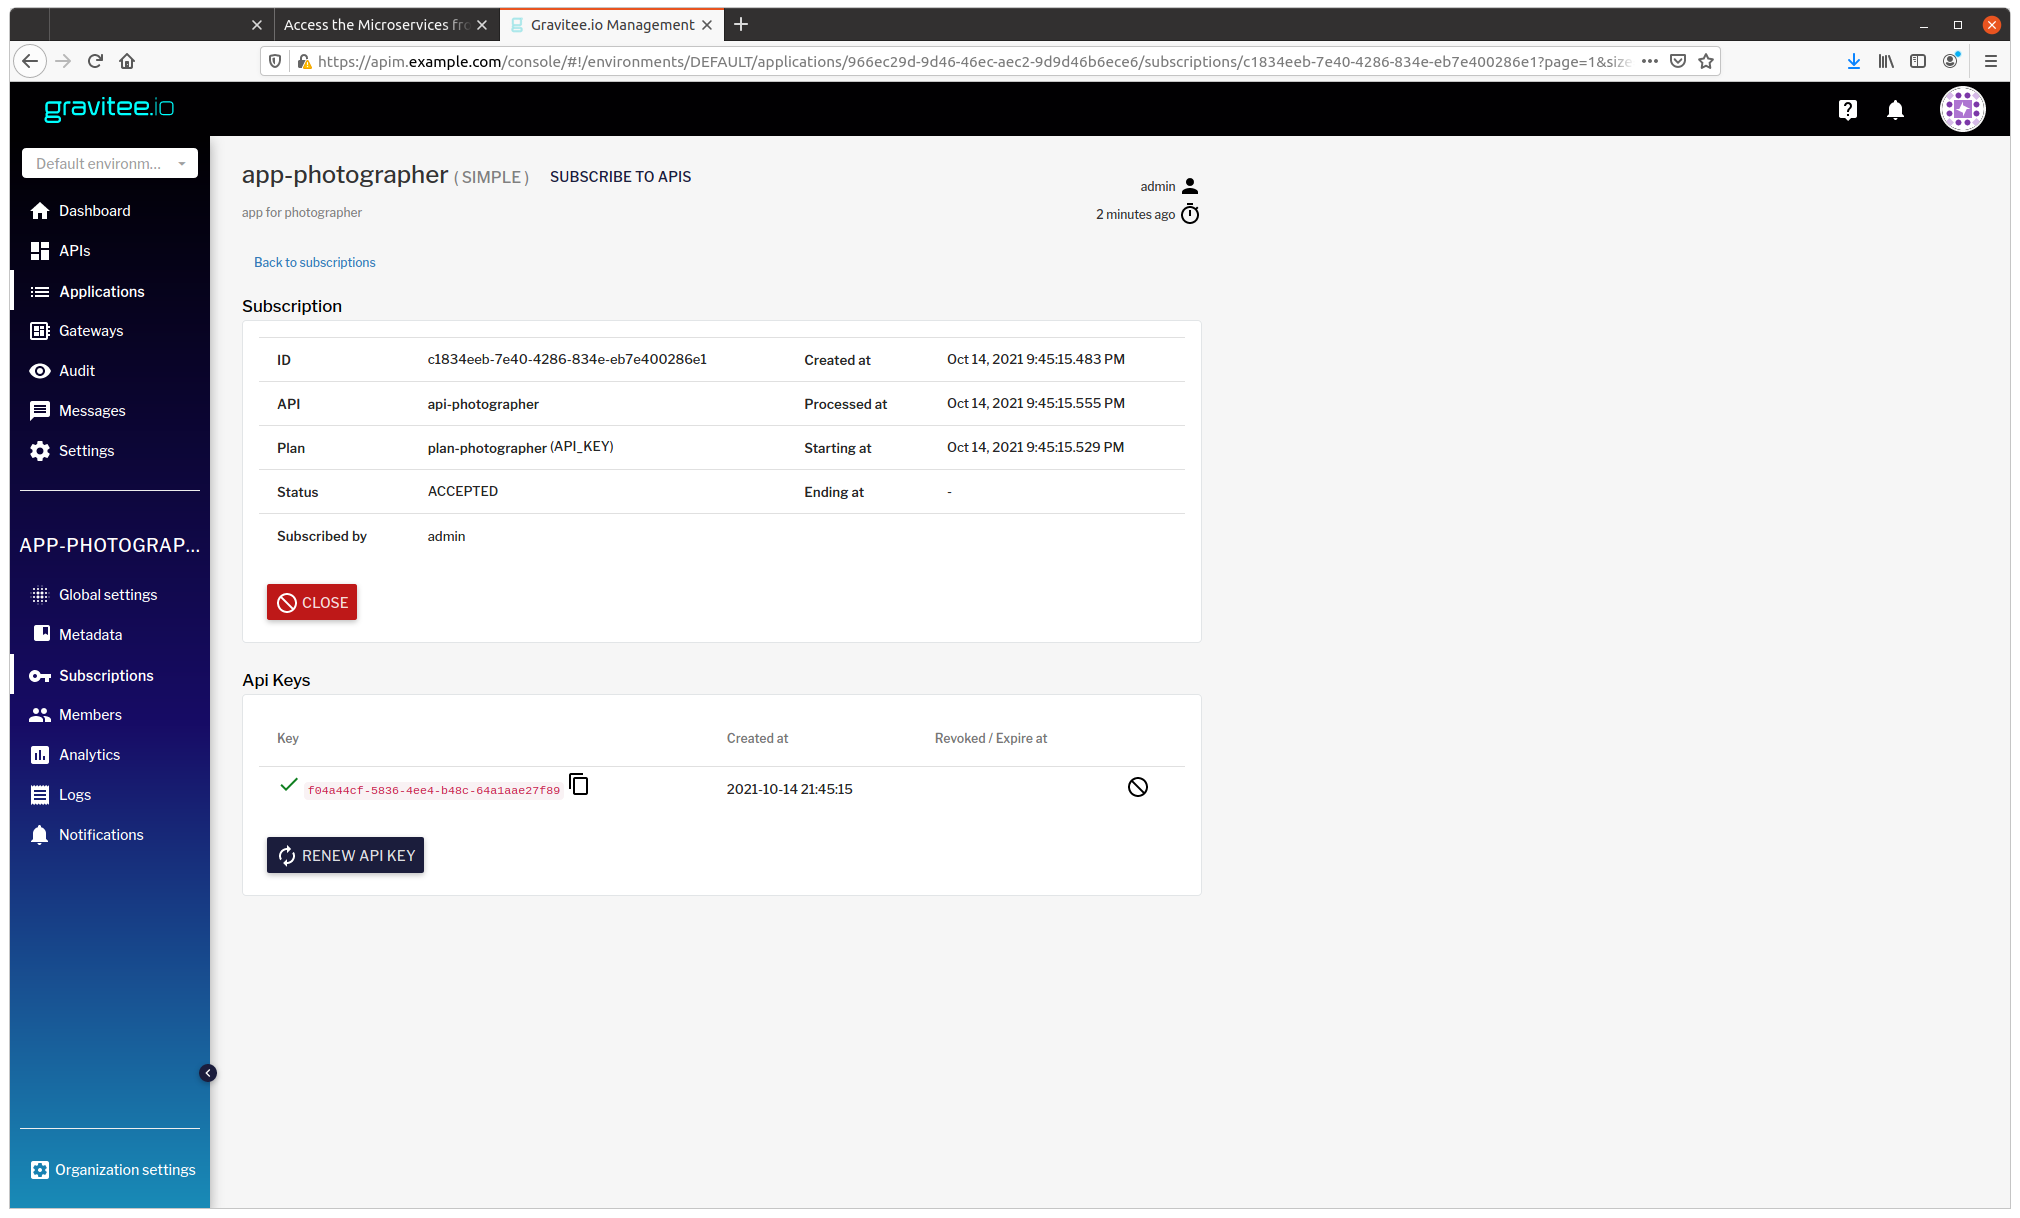 Access the Microservices fro
Gravitee.io Management
https://apim.example.com/console/#!/environments/DEFAULT/applications/966ec29d-9d46-46ec-aec2-9d9d46b6ece6/subscriptions/c1834eeb-7e40-4286-834e-eb7e400286e1?page=1&size
gravitee.io
Default environm...
Dashboard
APIs
Applications
Gateways
Audit
Messages
Settings
APP-PHOTOGRAP...
Global settings
Metadata
Subscriptions
Members
Analytics
Logs
Notifications
Organization settings
app-photographer (SIMPLE) SUBSCRIBE TO APIS
admin
app for photographer
2 minutes ago
Back to subscriptions
Subscription
ID c1834eeb-7e40-4286-834e-eb7e400286e1 Created at Oct 14, 2021 9:45:15.483 PM
API api-photographer Processed at Oct 14, 2021 9:45:15.555 PM
Plan plan-photographer (API_KEY) Starting at Oct 14, 2021 9:45:15.529 PM
Status ACCEPTED Ending at -
Subscribed by admin
CLOSE
Api Keys
Key Created at Revoked / Expire at
f04a44cf-5836-4ee4-b48c-64a1aae27f89 2021-10-14 21:45:15
RENEW API KEY